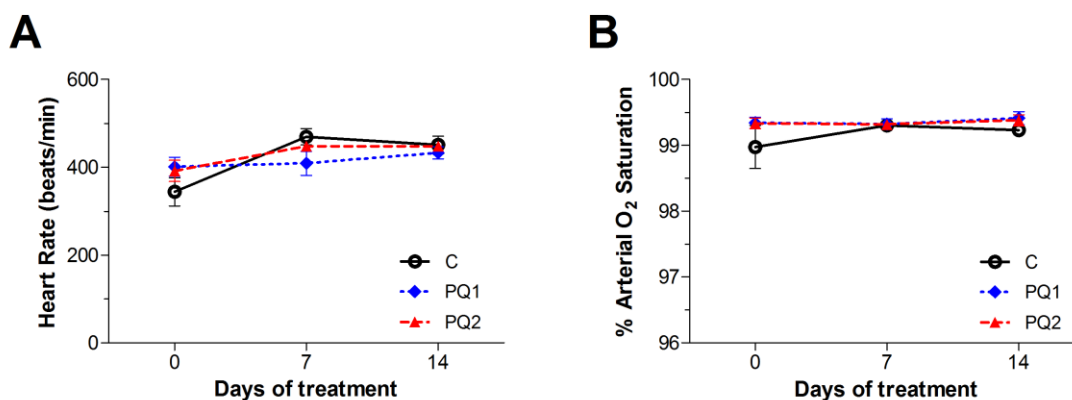 A
Heart Rate (beats/min)
600
400
200
0
0 7 14
Days of treatment
C
PQ1
PQ2
B
% Arterial O₂ Saturation
100
99
98
97
96
0 7 14
Days of treatment
C
PQ1
PQ2